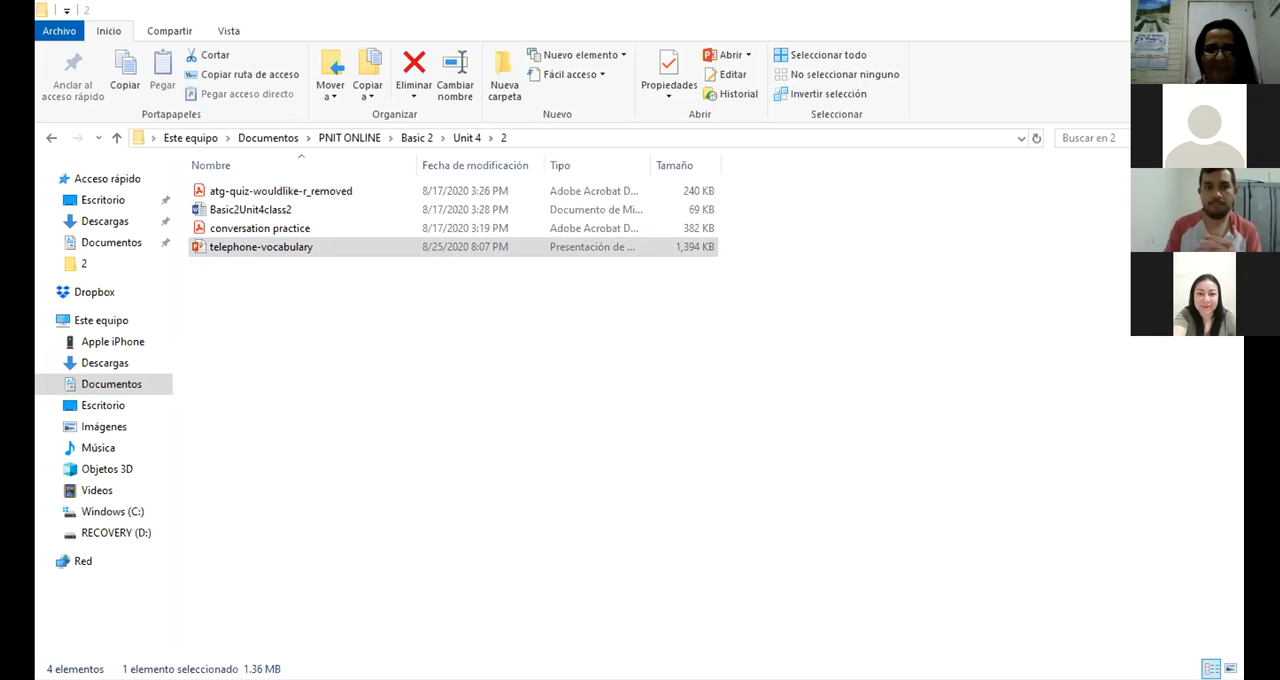 2
Archivo Inicio Compartir Vista
Anclar al acceso rápido
Copiar
Pegar
Cortar
Copiar ruta de acceso
Pegar acceso directo
Portapapeles
Mover a
Copiar a
Eliminar
Cambiar nombre
Organizar
Nueva carpeta
Nuevo elemento
Fácil acceso
Nuevo
Propiedades
Abrir
Editar
Historial
Abrir
Seleccionar todo
No seleccionar ninguno
Invertir selección
Seleccionar
Este equipo > Documentos > PNIT ONLINE > Basic 2 > Unit 4 > 2
Buscar en 2
Acceso rápido
Escritorio
Descargas
Documentos
2
Dropbox
Este equipo
Apple iPhone
Descargas
Documentos
Escritorio
Imágenes
Música
Objetos 3D
Videos
Windows (C:)
RECOVERY (D:)
Red
Nombre Fecha de modificación Tipo Tamaño
atg-quiz-wouldlike-r_removed 8/17/2020 3:26 PM Adobe Acrobat D... 240 KB
Basic2Unit4class2 8/17/2020 3:28 PM Documento de Mi... 69 KB
conversation practice 8/17/2020 3:19 PM Adobe Acrobat D... 382 KB
telephone-vocabulary 8/25/2020 8:07 PM Presentación de ... 1,394 KB
4 elementos 1 elemento seleccionado 1.36 MB